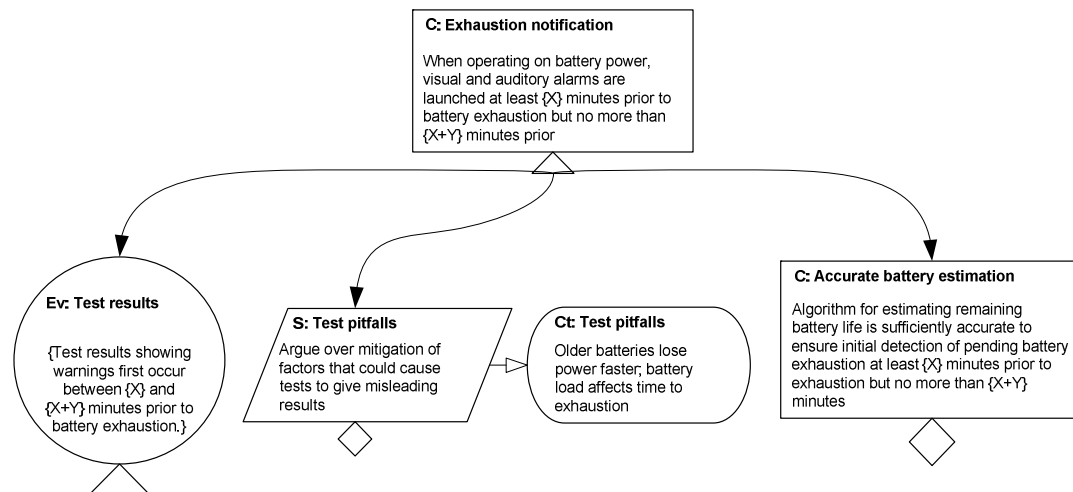 C: Exhaustion notification
When operating on battery power,
visual and auditory alarms are
launched at least {X} minutes prior to
battery exhaustion but no more than
{X+Y} minutes prior
Ev: Test results
{Test results showing
warnings first occur
between {X} and
{X+Y} minutes prior to
battery exhaustion.}
S: Test pitfalls
Argue over mitigation of
factors that could cause
tests to give misleading
results
Ct: Test pitfalls
Older batteries lose
power faster; battery
load affects time to
exhaustion
C: Accurate battery estimation
Algorithm for estimating remaining
battery life is sufficiently accurate to
ensure initial detection of pending battery
exhaustion at least {X} minutes prior to
exhaustion but no more than {X+Y}
minutes